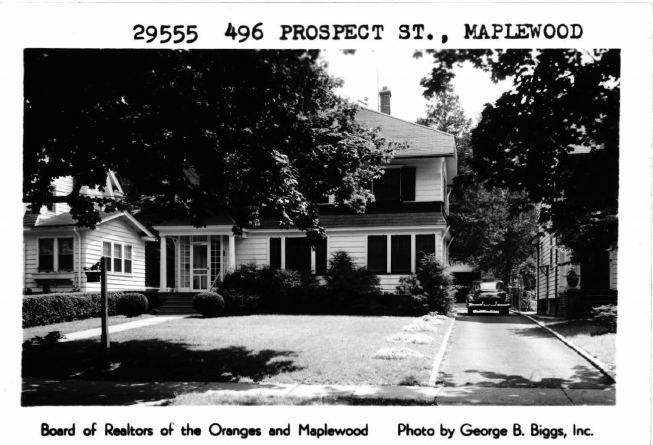 29555 496 PROSPECT ST., MAPLEWOOD
Board of Realtors of the Oranges and Maplewood Photo by George B. Biggs, Inc.